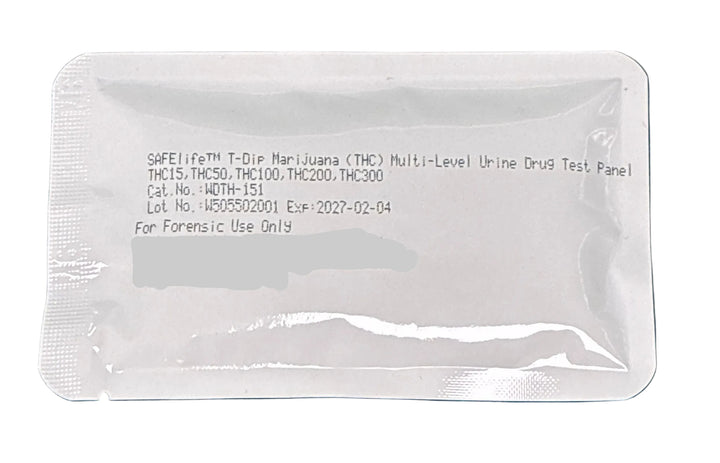 SAFElife™ T-Dip Marijuana (THC) Multi-Level Urine Drug Test Panel
THC15,THC50,THC100,THC200,THC300
Cat.No.:WDTH-151
Lot No.:W505502001 Exp:2027-02-04
For Forensic Use Only